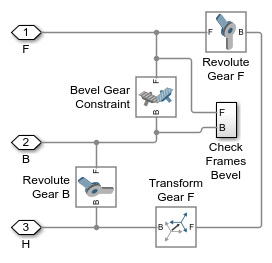 1
F
F
B
Revolute
Gear F
F
Bevel Gear
Constraint
B
F
B
Check
Frames
Bevel
2
B
F
Revolute
Gear B
B
Transform
Gear F
3
H
B
F